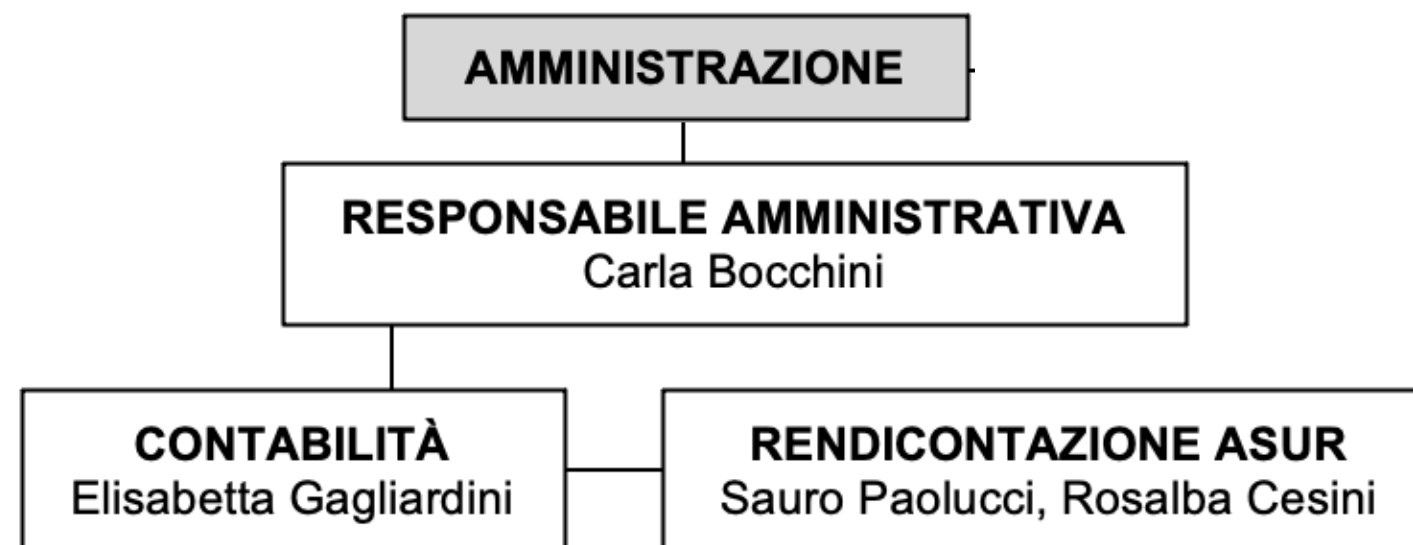 AMMINISTRAZIONE
RESPONSABILE AMMINISTRATIVA
Carla Bocchini
CONTABILITÀ
Elisabetta Gagliardini
RENDICONTAZIONE ASUR
Sauro Paolucci, Rosalba Cesini